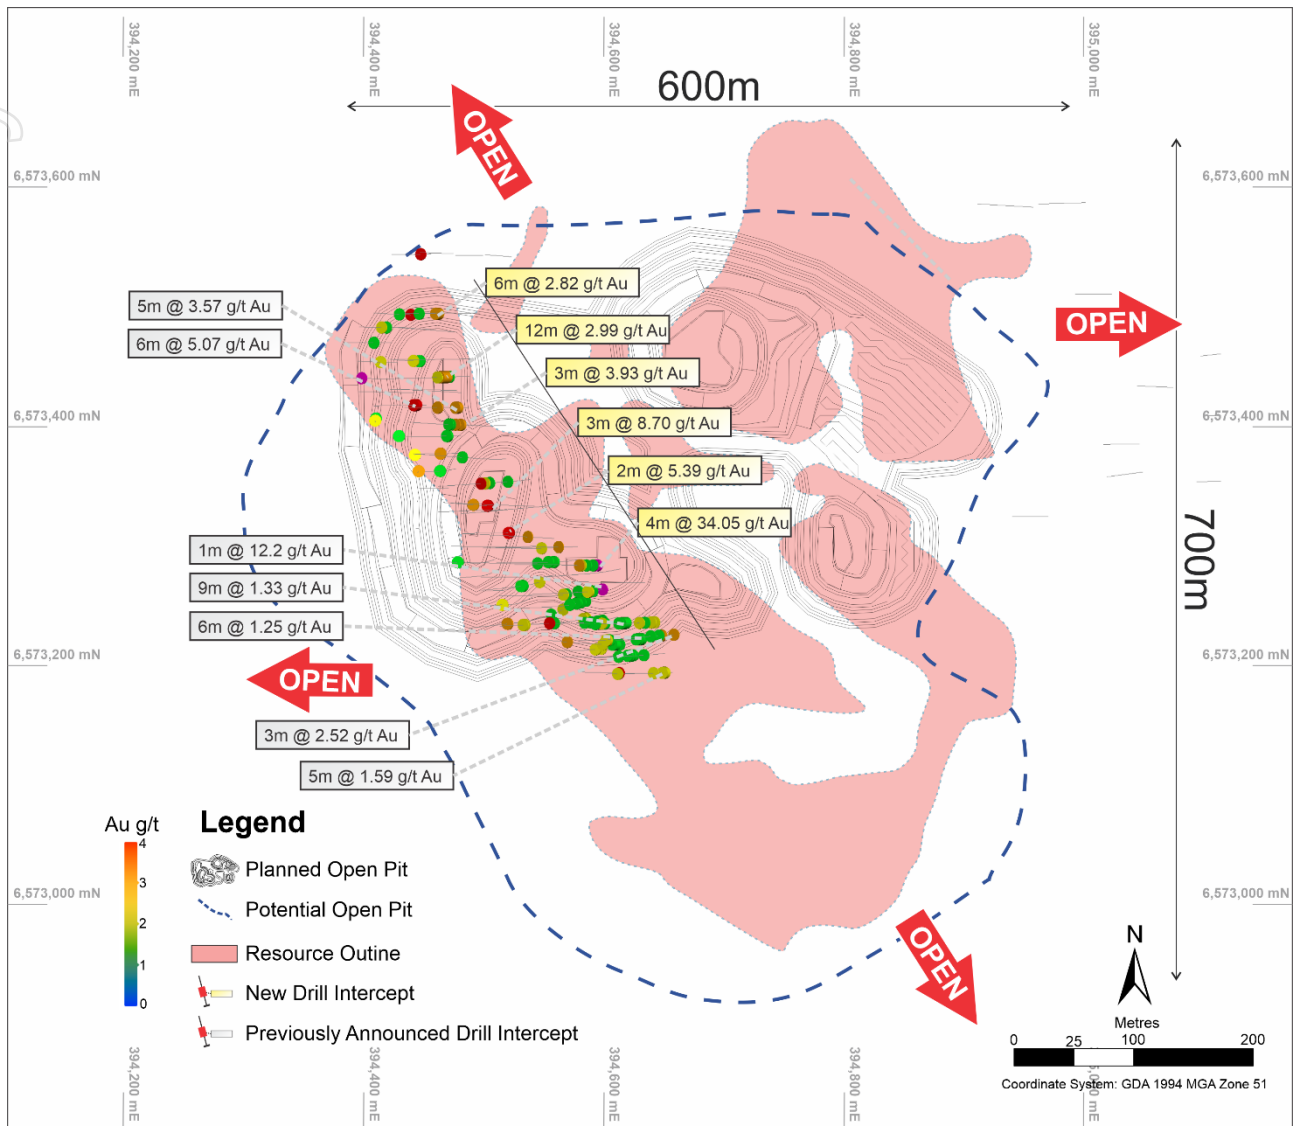 394,200 mE
394,400 mE
394,600 mE
394,800 mE
395,000 mE
600m
OPEN
6,573,600 mN
6,573,600 mN
6m @ 2.82 g/t Au
5m @ 3.57 g/t Au
12m @ 2.99 g/t Au
OPEN
6m @ 5.07 g/t Au
3m @ 3.93 g/t Au
6,573,400 mN
3m @ 8.70 g/t Au
6,573,400 mN
2m @ 5.39 g/t Au
4m @ 34.05 g/t Au
1m @ 12.2 g/t Au
700m
9m @ 1.33 g/t Au
6m @ 1.25 g/t Au
6,573,200 mN
6,573,200 mN
OPEN
3m @ 2.52 g/t Au
5m @ 1.59 g/t Au
Au g/t
4
3
2
1
0
Legend
Planned Open Pit
Potential Open Pit
Resource Outine
New Drill Intercept
Previously Announced Drill Intercept
6,573,000 mN
6,573,000 mN
OPEN
N
Metres
0 25 100 200
Coordinate System: GDA 1994 MGA Zone 51
394,200 mE
394,400 mE
394,600 mE
394,800 mE